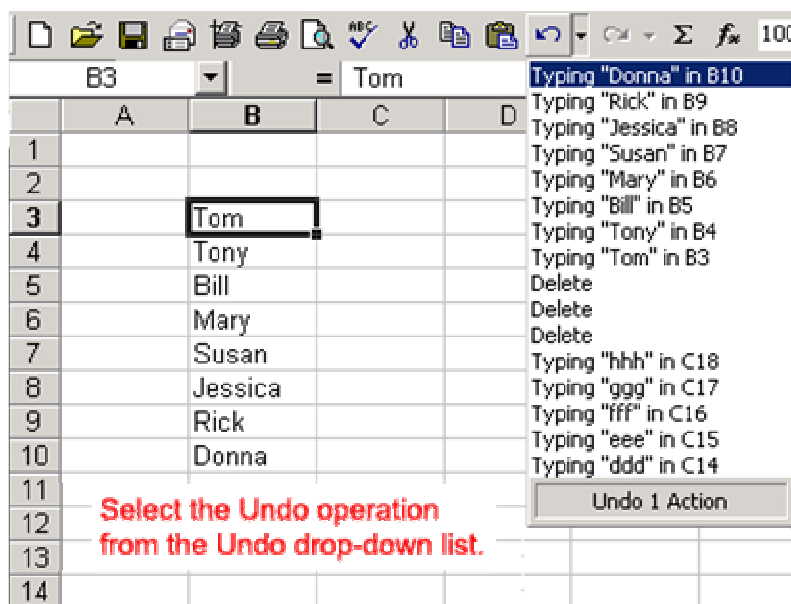 ABC Σ fx 100
B3 = Tom
A B C D
1
2
3 Tom
4 Tony
5 Bill
6 Mary
7 Susan
8 Jessica
9 Rick
10 Donna
11
12
13
14
Typing "Donna" in B10
Typing "Rick" in B9
Typing "Jessica" in B8
Typing "Susan" in B7
Typing "Mary" in B6
Typing "Bill" in B5
Typing "Tony" in B4
Typing "Tom" in B3
Delete
Delete
Delete
Typing "hhh" in C18
Typing "ggg" in C17
Typing "fff" in C16
Typing "eee" in C15
Typing "ddd" in C14
Undo 1 Action
Select the Undo operation
from the Undo drop-down list.